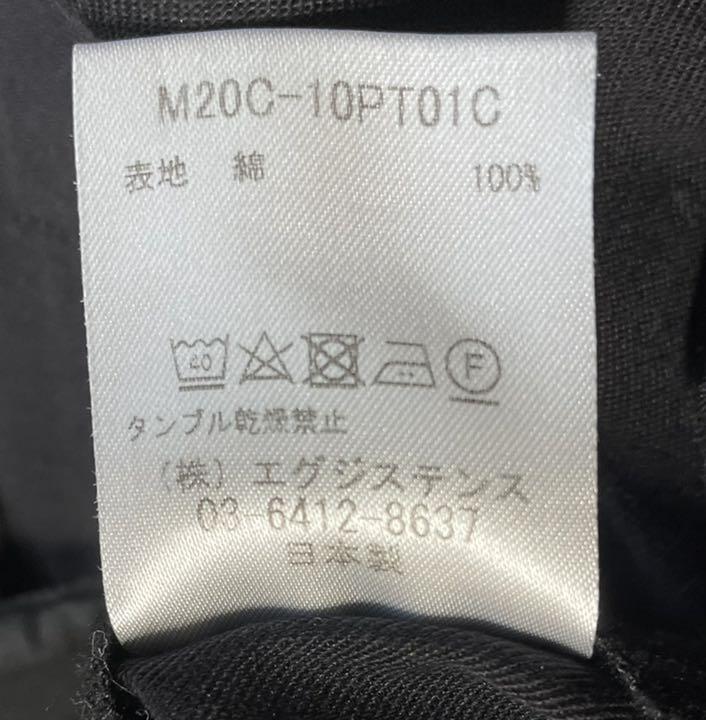 M20C-10PT01C
表地 綿 100%
40 F
タンブル乾燥禁止
(株) エグジステンス
03-6412-8637
日本製